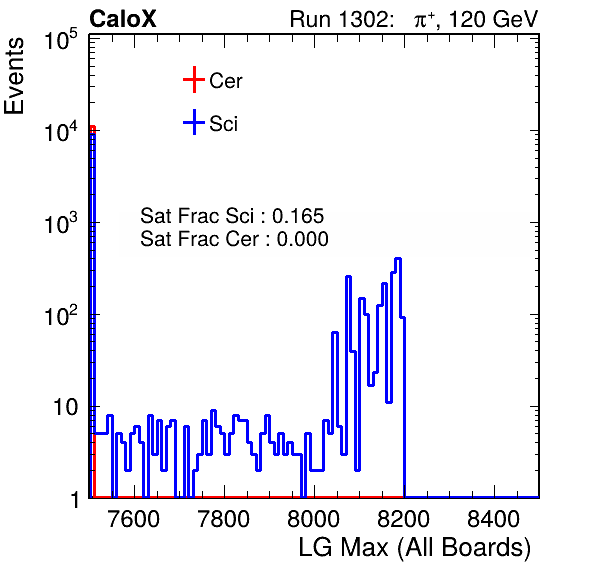 CaloX Run 1302: π⁺, 120 GeV
Events
Cer
Sci
Sat Frac Sci : 0.165
Sat Frac Cer : 0.000
10⁵
10⁴
10³
10²
10
1
7600 7800 8000 8200 8400
LG Max (All Boards)